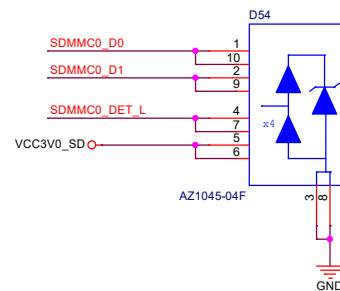 D54
SDMMC0_D0
1
10
SDMMC0_D1
2
9
SDMMC0_DET_L
4
7
VCC3V0_SD
5
6
x4
AZ1045-04F
3
8
GND